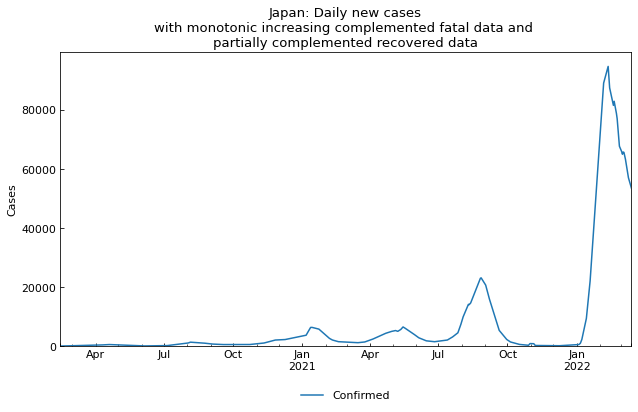 Japan: Daily new cases
with monotonic increasing complemented fatal data and
partially complemented recovered data
80000
60000
40000
20000
0
Cases
Apr
Jul
Oct
Jan
2021
Apr
Jul
Oct
Jan
2022
Confirmed